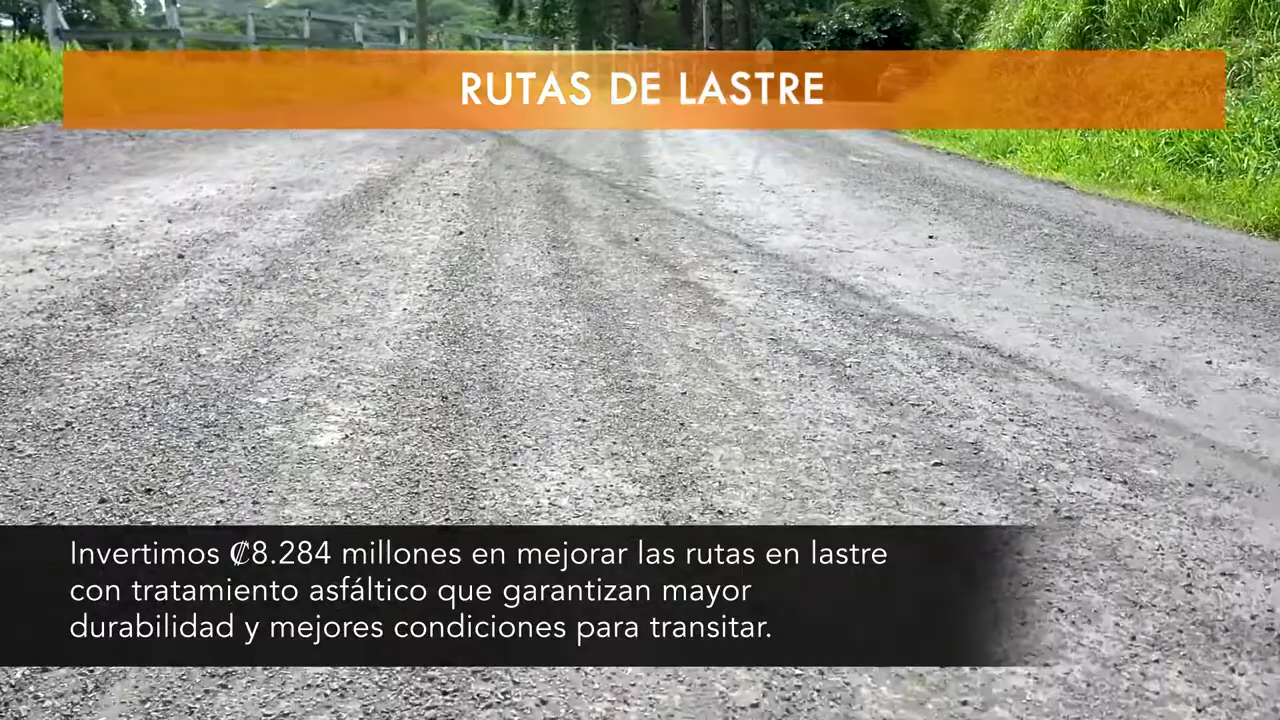 RUTAS DE LASTRE
Invertimos ₡8.284 millones en mejorar las rutas en lastre
con tratamiento asfáltico que garantizan mayor
durabilidad y mejores condiciones para transitar.